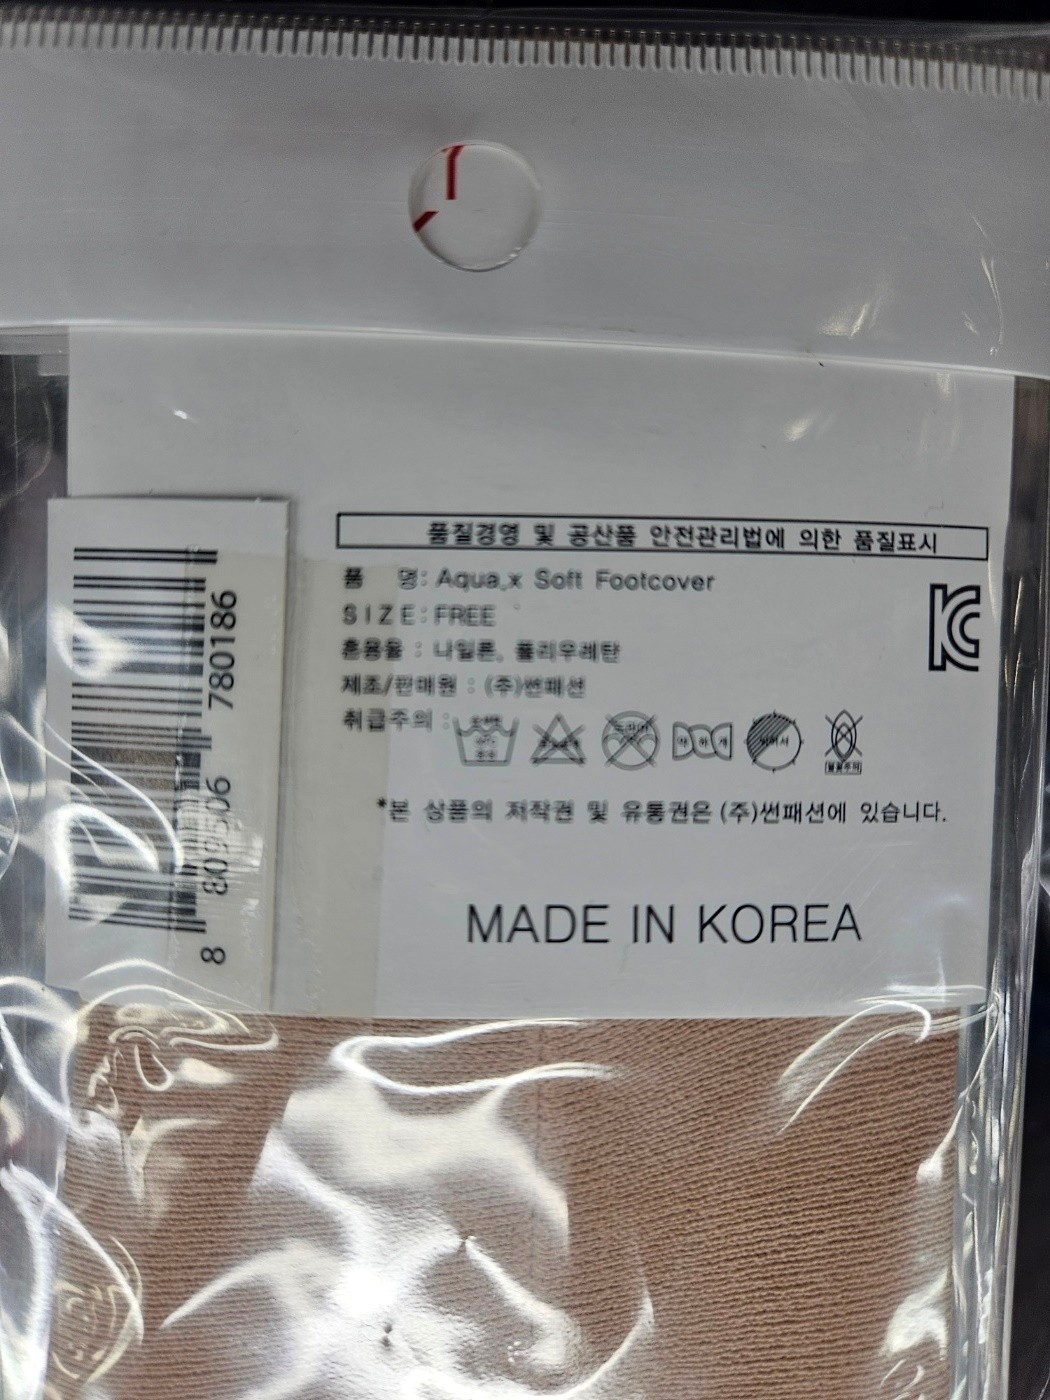 품질경영 및 공산품 안전관리법에 의한 품질표시
품 명: Aqua.x Soft Footcover
SIZE: FREE
혼용율 : 나일론, 폴리우레탄
제조/판매원 : (주)썬패션
취급주의 :
*본 상품의 저작권 및 유통권은 (주)썬패션에 있습니다.
MADE IN KOREA
780186
8